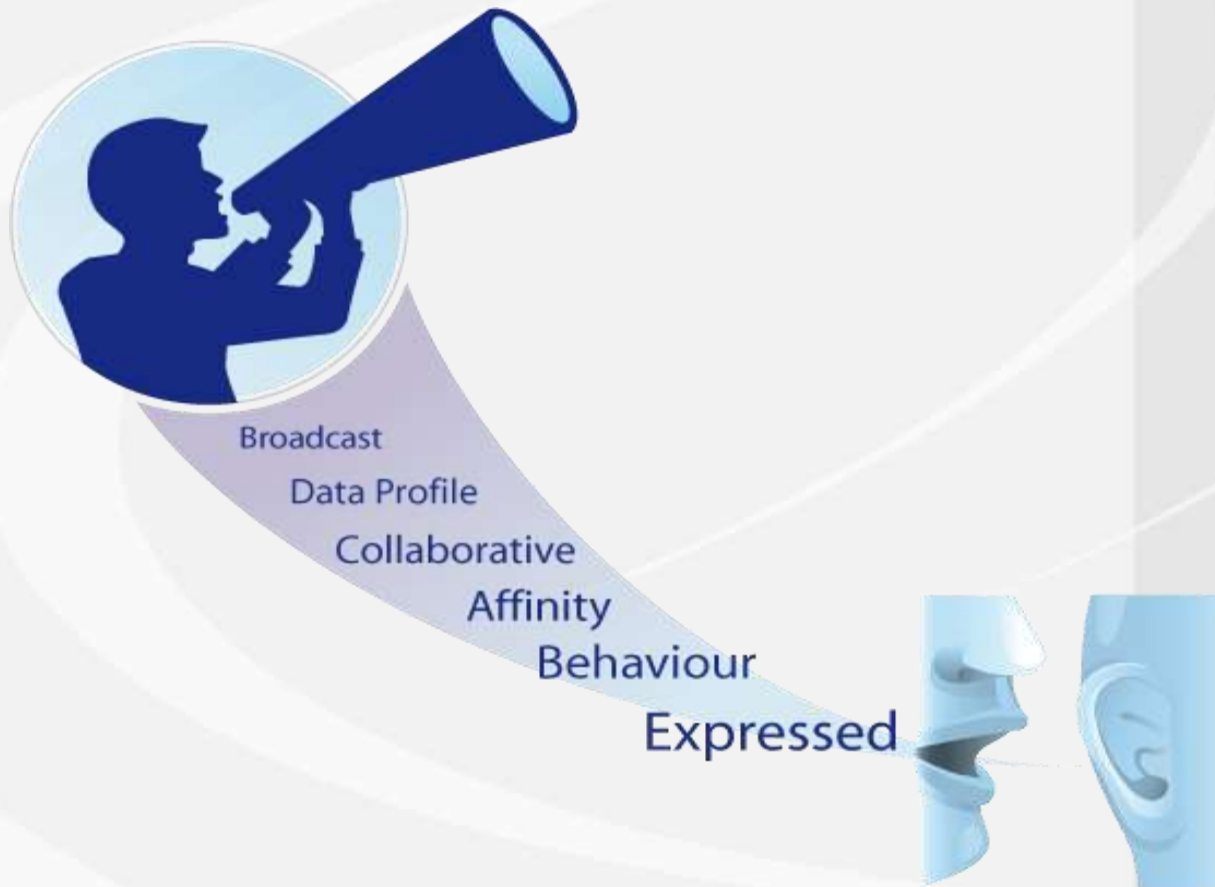 Broadcast
Data Profile
Collaborative
Affinity
Behaviour
Expressed